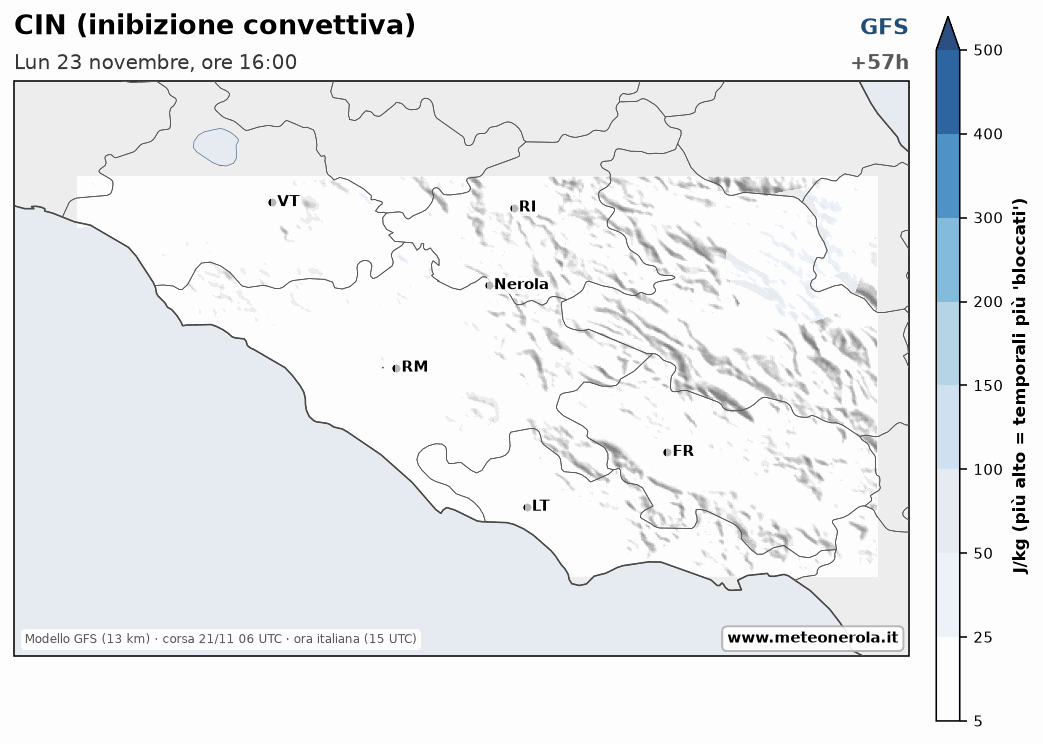 CIN (inibizione convettiva)
GFS
Lun 23 novembre, ore 16:00
+57h
500
400
300
200
150
100
50
25
5
J/kg (più alto = temporali più 'bloccati')
VT
RI
Nerola
RM
FR
LT
Modello GFS (13 km) · corsa 21/11 06 UTC · ora italiana (15 UTC)
www.meteonerola.it